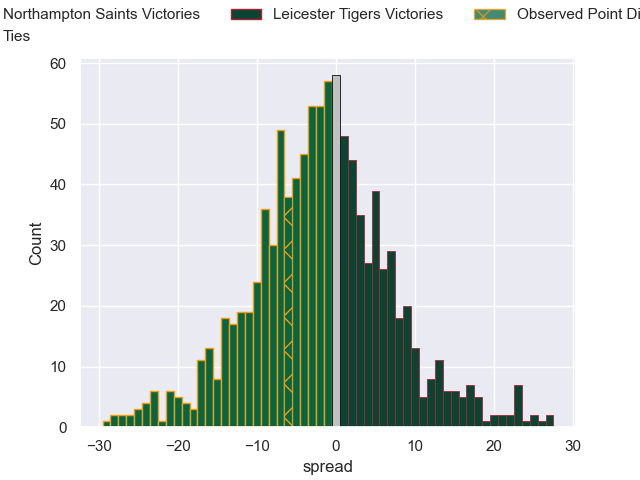 Northampton Saints Victories Leicester Tigers Victories Observed Point Di
Ties
60
50
40
30
20
10
0
Count
−30 −20 −10 0 10 20 30
spread